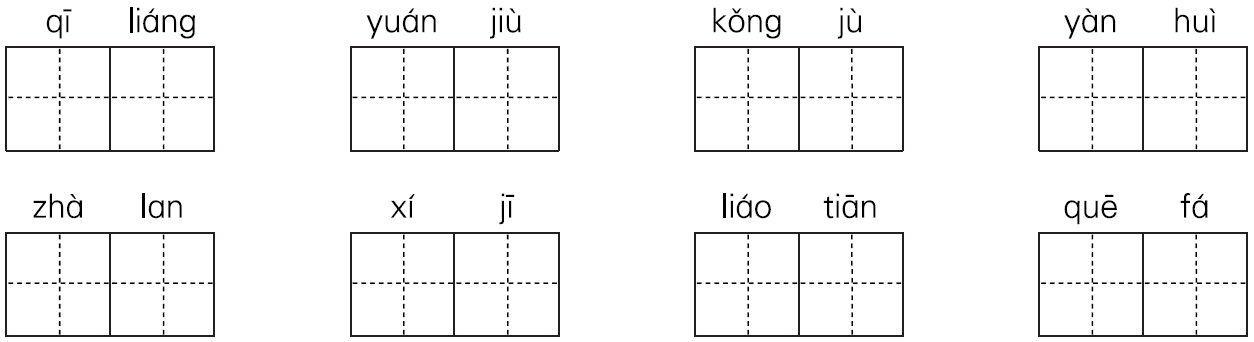 qī liáng yuán jiù kǒng jù yàn huì
zhà lan xí jī liáo tiān quē fá